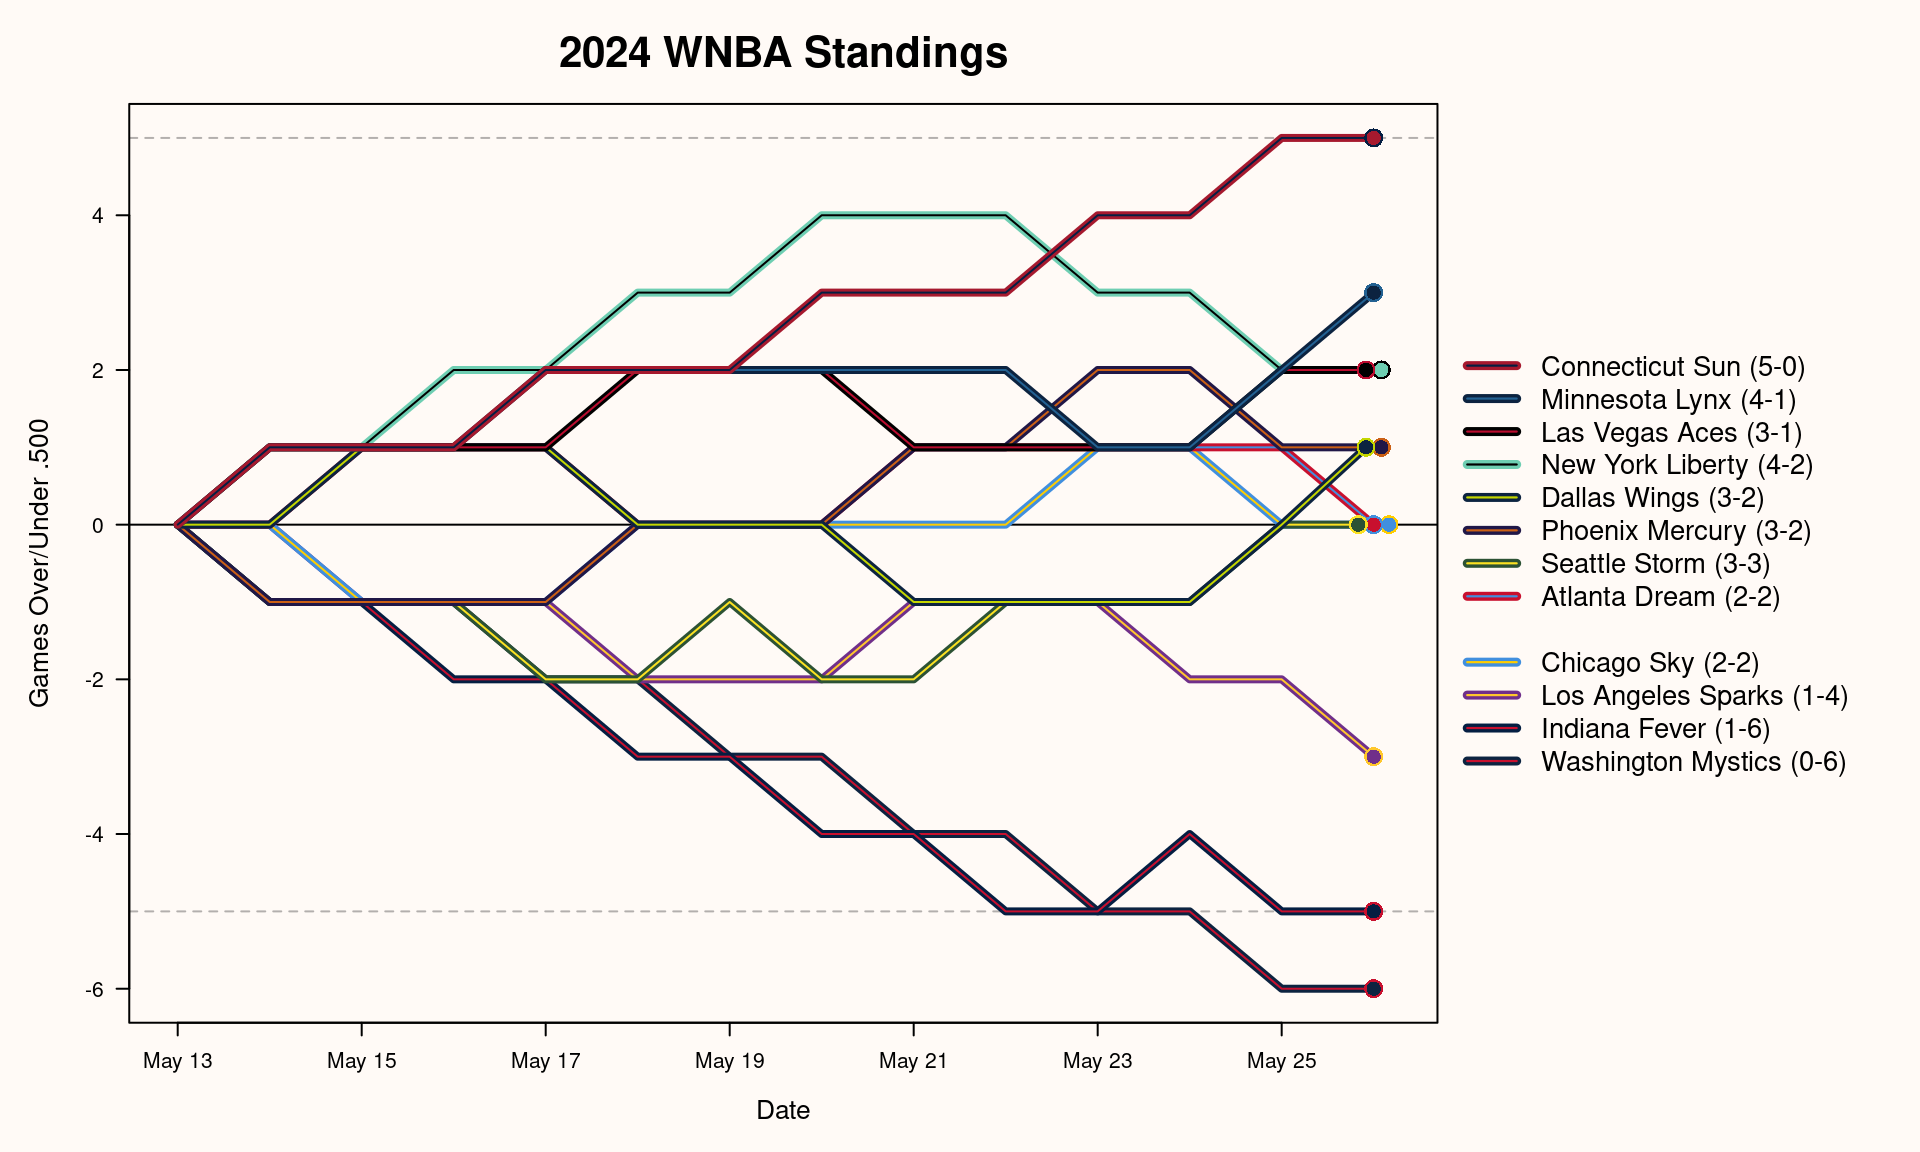 2024 WNBA Standings
Games Over/Under .500
4
2
0
-2
-4
-6
May 13
May 15
May 17
May 19
May 21
May 23
May 25
Date
Connecticut Sun (5-0)
Minnesota Lynx (4-1)
Las Vegas Aces (3-1)
New York Liberty (4-2)
Dallas Wings (3-2)
Phoenix Mercury (3-2)
Seattle Storm (3-3)
Atlanta Dream (2-2)
Chicago Sky (2-2)
Los Angeles Sparks (1-4)
Indiana Fever (1-6)
Washington Mystics (0-6)